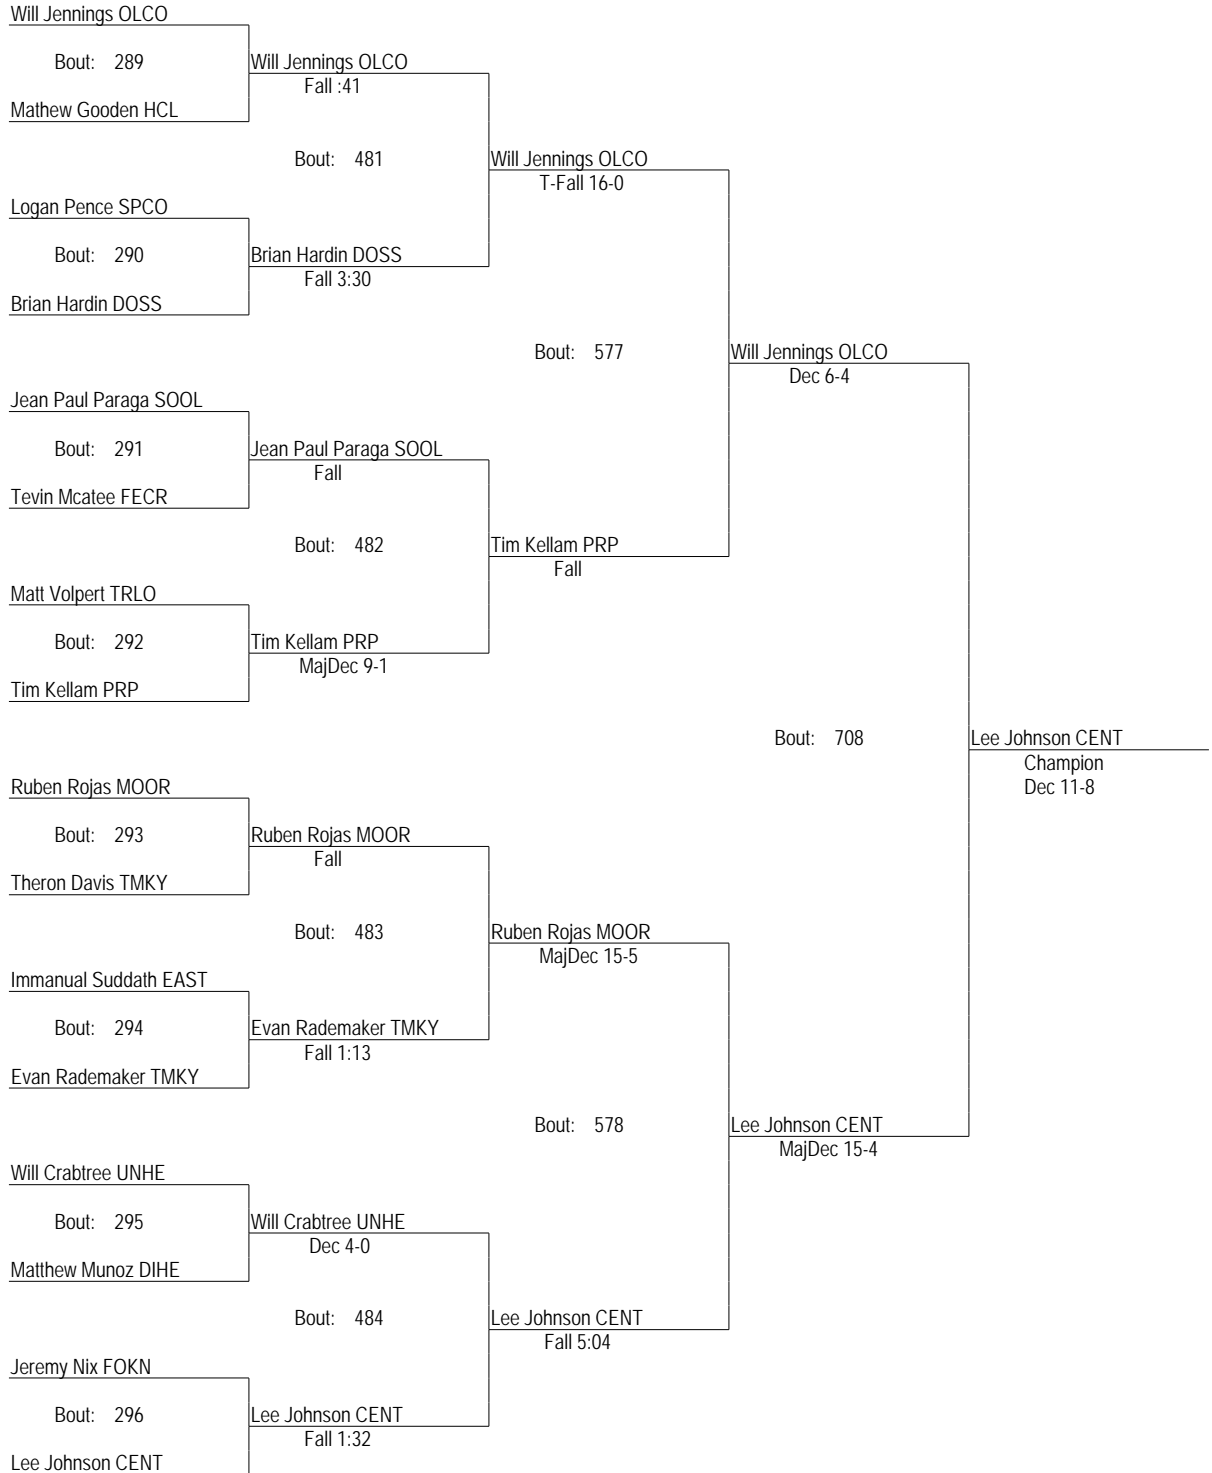 Will Jennings OLCO
Bout: 289
Will Jennings OLCO
Fall :41
Mathew Gooden HCL
Bout: 481
Will Jennings OLCO
T-Fall 16-0
Logan Pence SPCO
Bout: 290
Brian Hardin DOSS
Fall 3:30
Brian Hardin DOSS
Bout: 577
Will Jennings OLCO
Dec 6-4
Jean Paul Paraga SOOL
Bout: 291
Jean Paul Paraga SOOL
Fall
Tevin Mcatee FECR
Bout: 482
Tim Kellam PRP
Fall
Matt Volpert TRLO
Bout: 292
Tim Kellam PRP
MajDec 9-1
Tim Kellam PRP
Bout: 708
Lee Johnson CENT
Champion
Dec 11-8
Ruben Rojas MOOR
Bout: 293
Ruben Rojas MOOR
Fall
Theron Davis TMKY
Bout: 483
Ruben Rojas MOOR
MajDec 15-5
Immanual Suddath EAST
Bout: 294
Evan Rademaker TMKY
Fall 1:13
Evan Rademaker TMKY
Bout: 578
Lee Johnson CENT
MajDec 15-4
Will Crabtree UNHE
Bout: 295
Will Crabtree UNHE
Dec 4-0
Matthew Munoz DIHE
Bout: 484
Lee Johnson CENT
Fall 5:04
Jeremy Nix FOKN
Bout: 296
Lee Johnson CENT
Fall 1:32
Lee Johnson CENT